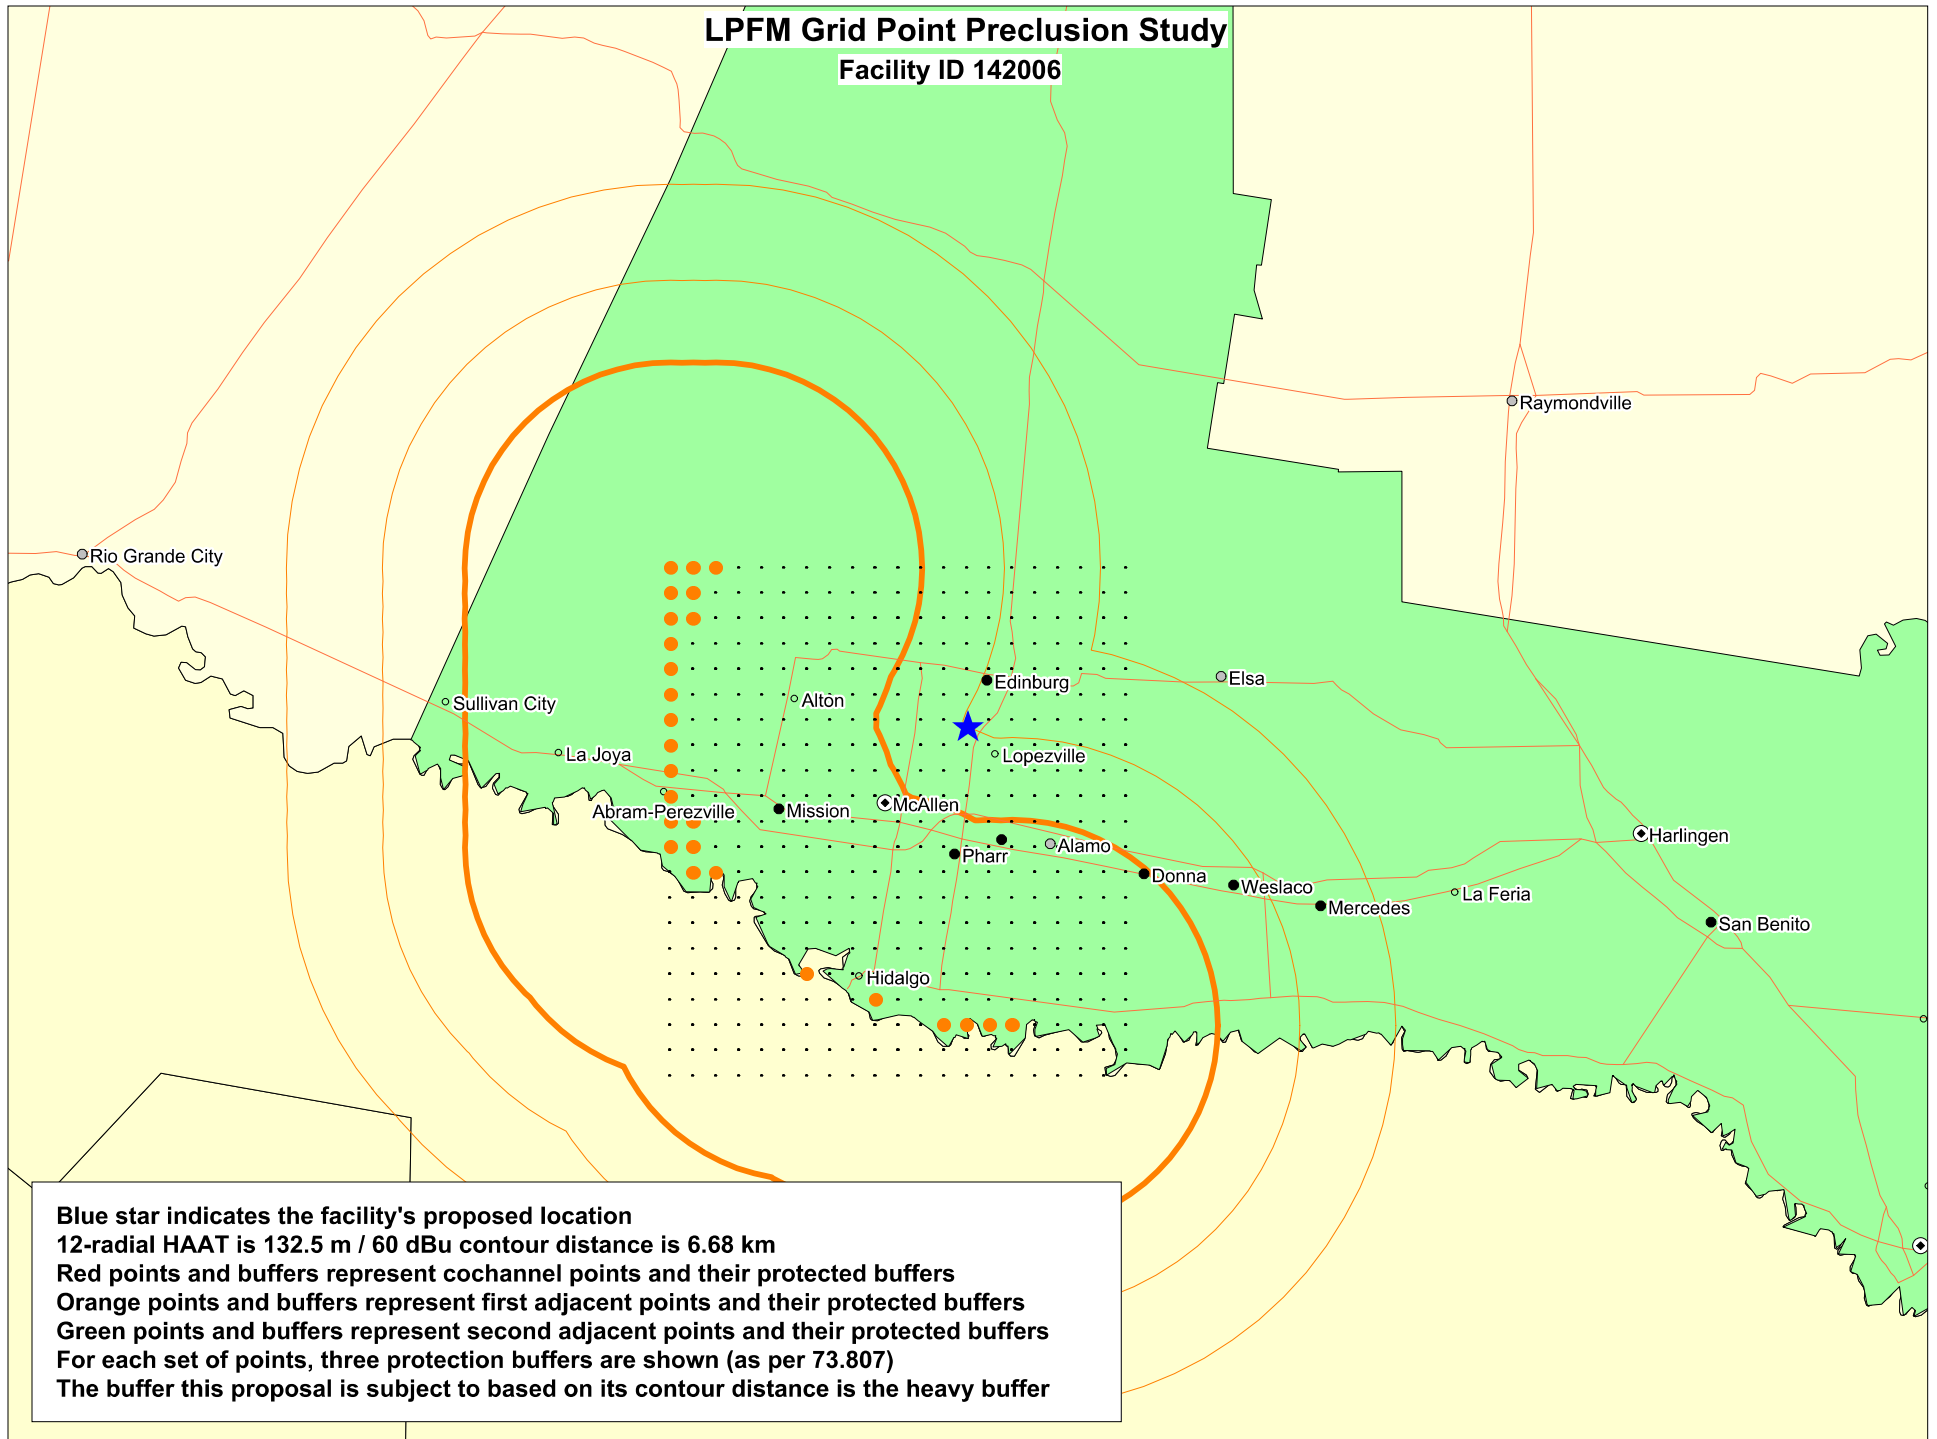 LPFM Grid Point Preclusion Study
Facility ID 142006
Raymondville
Rio Grande City
Edinburg
Elsa
Sullivan City
Alton
La Joya
Lopezville
Abram-Perezville
Mission
McAllen
Harlingen
Pharr
Alamo
Donna
Weslaco
La Feria
Mercedes
San Benito
Hidalgo
Blue star indicates the facility's proposed location
12-radial HAAT is 132.5 m / 60 dBu contour distance is 6.68 km
Red points and buffers represent cochannel points and their protected buffers
Orange points and buffers represent first adjacent points and their protected buffers
Green points and buffers represent second adjacent points and their protected buffers
For each set of points, three protection buffers are shown (as per 73.807)
The buffer this proposal is subject to based on its contour distance is the heavy buffer